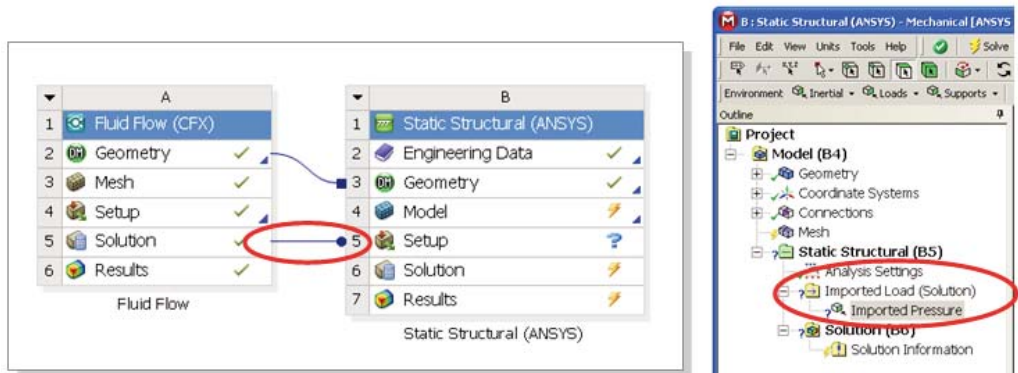 A
1 Fluid Flow (CFX)
2 Geometry
3 Mesh
4 Setup
5 Solution
6 Results
Fluid Flow
B
1 Static Structural (ANSYS)
2 Engineering Data
3 Geometry
4 Model
5 Setup
6 Solution
7 Results
Static Structural (ANSYS)
B : Static Structural (ANSYS) - Mechanical [ANSYS
File Edit View Units Tools Help Solve
Environment Inertial Loads Supports
Outline
Project
Model (B4)
Geometry
Coordinate Systems
Connections
Mesh
Static Structural (B5)
Analysis Settings
Imported Load (Solution)
Imported Pressure
Solution (B6)
Solution Information